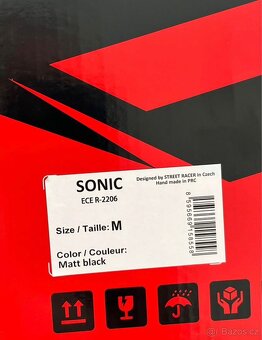 SONIC
ECE R-2206
Designed by STREET RACER in Czech
Hand made in PRC
Size / Taille: M
8595869158558
Color / Couleur:
Matt black
Bazos.cz